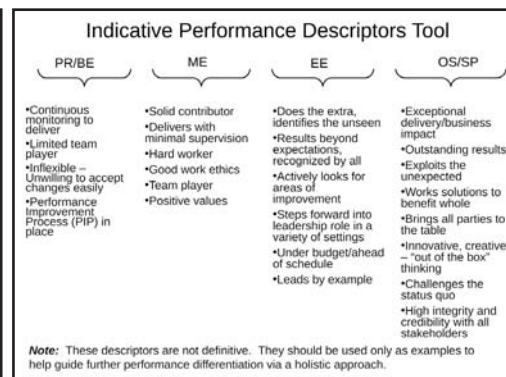 Indicative Performance Descriptors Tool
PR/BE
•Continuous
monitoring to
deliver
•Limited team
player
•Inflexible –
Unwilling to accept
changes easily
•Performance
Improvement
Process (PIP) in
place
ME
•Solid contributor
•Delivers with
minimal supervision
•Hard worker
•Good work ethics
•Team player
•Positive values
EE
•Does the extra,
identifies the unseen
•Results beyond
expectations,
recognized by all
•Actively looks for
areas of
improvement
•Steps forward into
leadership role in a
variety of settings
•Under budget/ahead
of schedule
•Leads by example
OS/SP
•Exceptional
delivery/business
impact
•Outstanding results
•Exploits the
unexpected
•Works solutions to
benefit whole
•Brings all parties to
the table
•Innovative, creative
– “out of the box”
thinking
•Challenges the
status quo
•High integrity and
credibility with all
stakeholders
Note: These descriptors are not definitive. They should be used only as examples to
help guide further performance differentiation via a holistic approach.